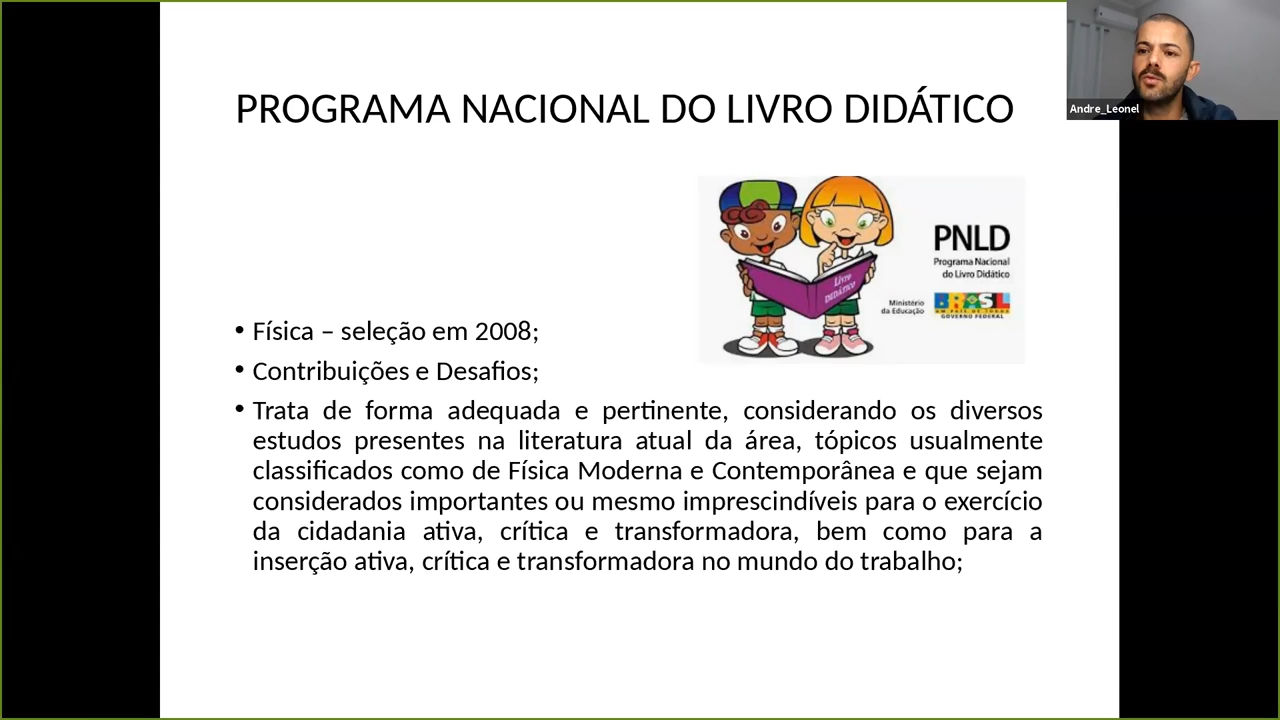 PROGRAMA NACIONAL DO LIVRO DIDÁTICO
Andre_Leonel
Livro
DIDÁTICO
PNLD
Programa Nacional
do Livro Didático
Ministério
da Educação
BRASIL
UM PAÍS DE TODOS
GOVERNO FEDERAL
• Física – seleção em 2008;
• Contribuições e Desafios;
• Trata de forma adequada e pertinente, considerando os diversos
estudos presentes na literatura atual da área, tópicos usualmente
classificados como de Física Moderna e Contemporânea e que sejam
considerados importantes ou mesmo imprescindíveis para o exercício
da cidadania ativa, crítica e transformadora, bem como para a
inserção ativa, crítica e transformadora no mundo do trabalho;